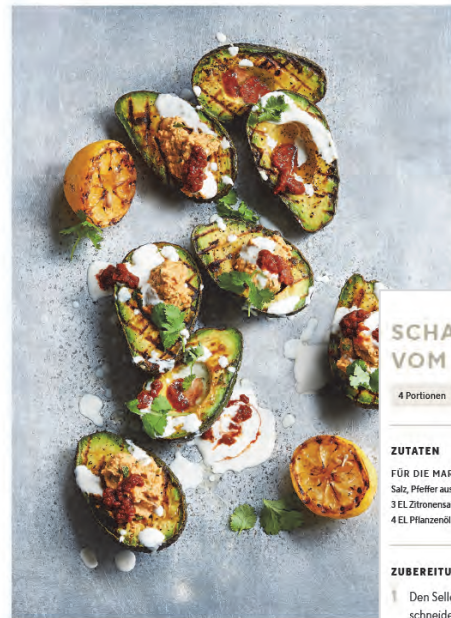 SCHA
VOM
4 Portionen
ZUTATEN
FÜR DIE MAR
Salz, Pfeffer aus
3 EL Zitronensa
4 EL Pflanzenöl
ZUBEREITU
1 Den Selle
schneide